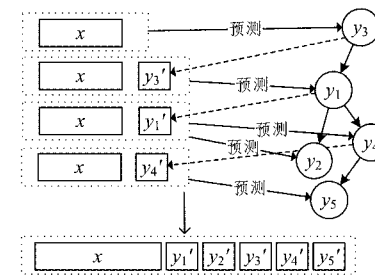 x 预测 y3
x y3′ 预测 y1
x y1′ 预测 y4
预测 y2
x y4′ 预测 y5
x y1′ y2′ y3′ y4′ y5′